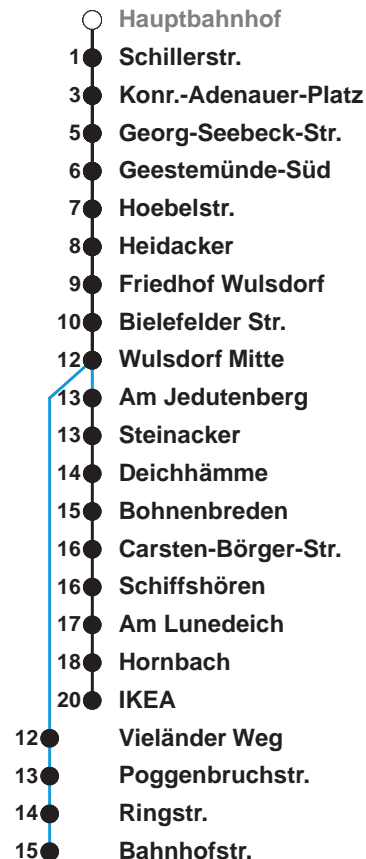 Hauptbahnhof
1 Schillerstr.
3 Konr.-Adenauer-Platz
5 Georg-Seebeck-Str.
6 Geestemünde-Süd
7 Hoebelstr.
8 Heidacker
9 Friedhof Wulsdorf
10 Bielefelder Str.
12 Wulsdorf Mitte
13 Am Jedutenberg
13 Steinacker
14 Deichhämme
15 Bohnenbreden
16 Carsten-Börger-Str.
16 Schiffshören
17 Am Lunedeich
18 Hornbach
20 IKEA
12 Vieländer Weg
13 Poggenbruchstr.
14 Ringstr.
15 Bahnhofstr.